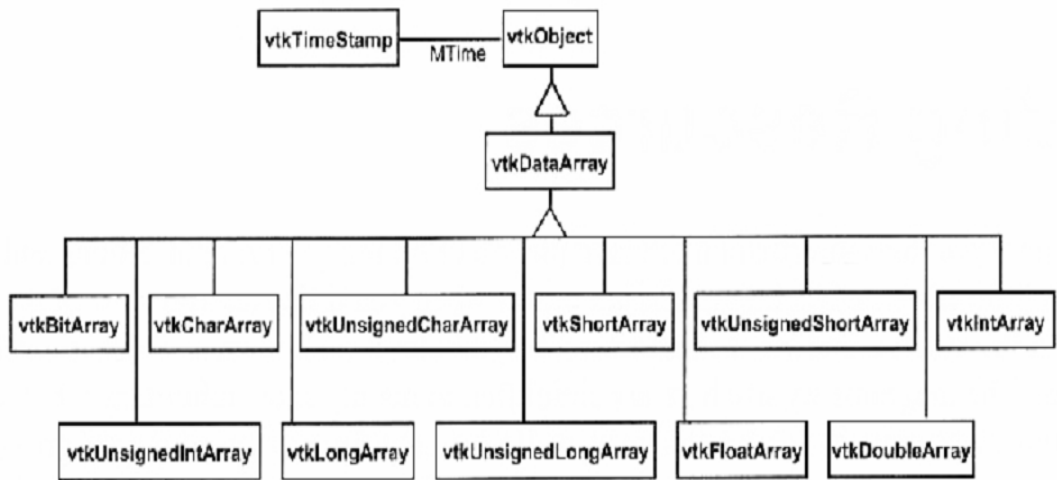 vtkTimeStamp
MTime
vtkObject
vtkDataArray
vtkBitArray
vtkCharArray
vtkUnsignedCharArray
vtkShortArray
vtkUnsignedShortArray
vtkIntArray
vtkUnsignedIntArray
vtkLongArray
vtkUnsignedLongArray
vtkFloatArray
vtkDoubleArray